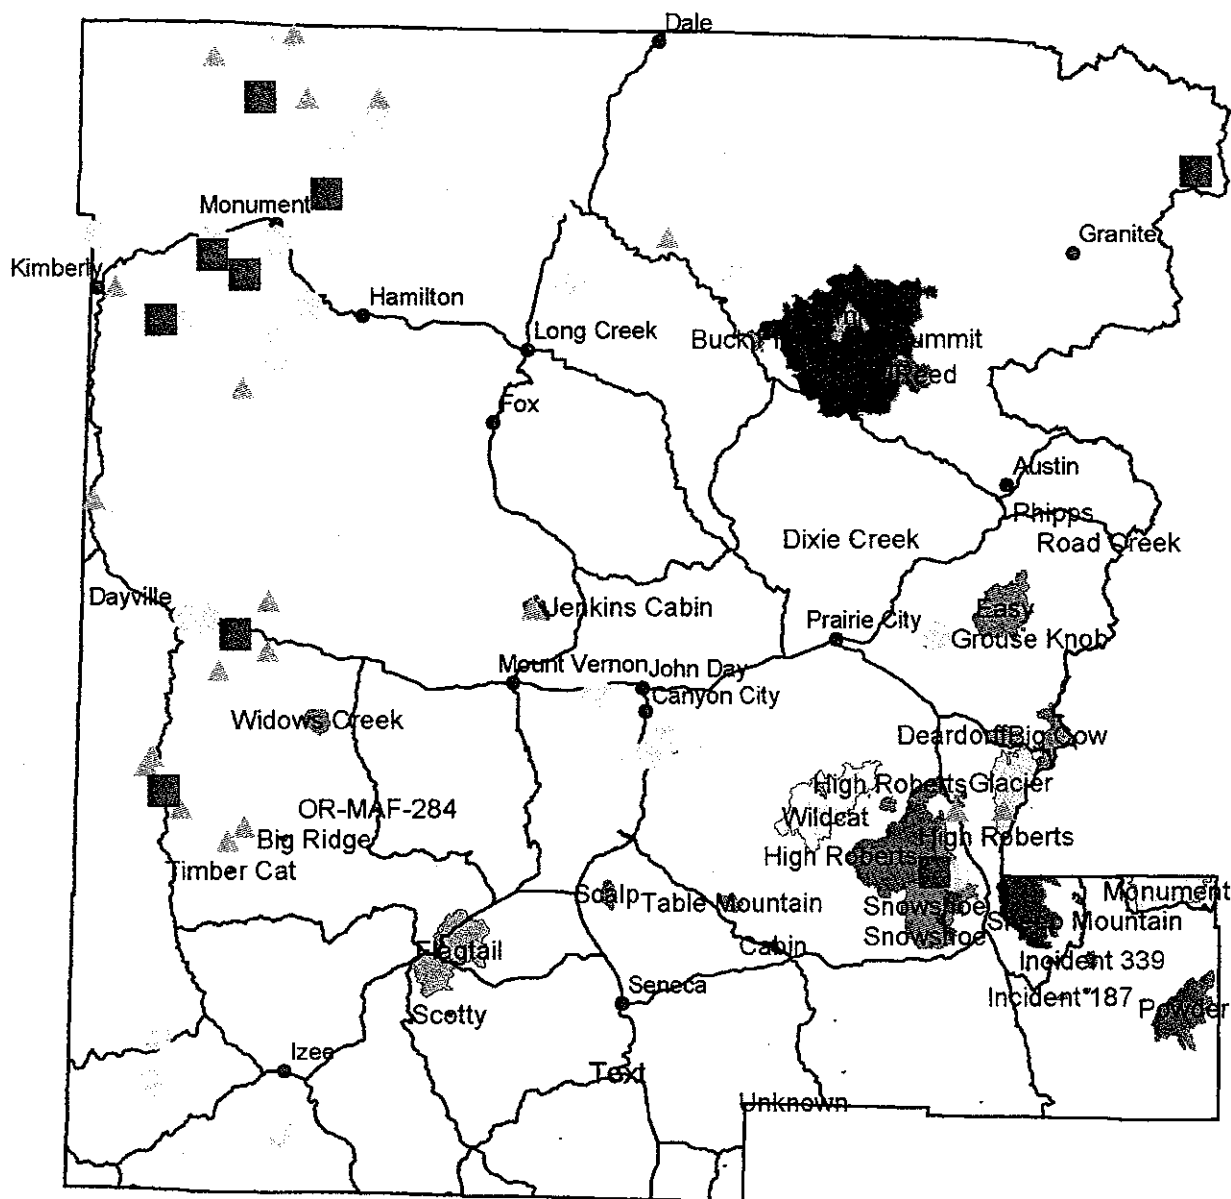 Dale
Monument
Granite
Kimberly
Hamilton
Long Creek
ummit
Reed
Fox
Austin
Phipps
Dixie Creek
Road Creek
Dayville
Jenkins Cabin
Easy
Prairie City
Grouse Knob
Mount Vernon
John Day
Canyon City
Widows Creek
Deardorff
Big Cow
High Roberts
Glacier
OR-MAF-284
Wildcat
Big Ridge
High Roberts
High Roberts
Timber Cat
Scalp
Table Mountain
Snowshoe
Monument
Mountain
Snowshoe
Flagtail
Cabin
Incident 339
Seneca
Incident 187
Powder
Scotty
Izee
Text
Unknown